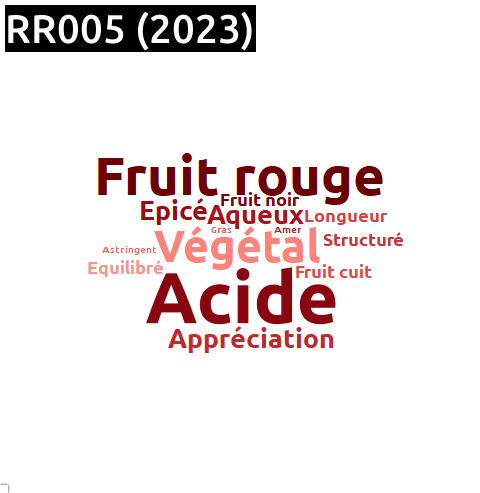 RR005 (2023)
Fruit rouge
Fruit noir
Epicé Aqueux Longueur
Gras Amer
Végétal Structuré
Astringent
Equilibré Fruit cuit
Acide
Appréciation